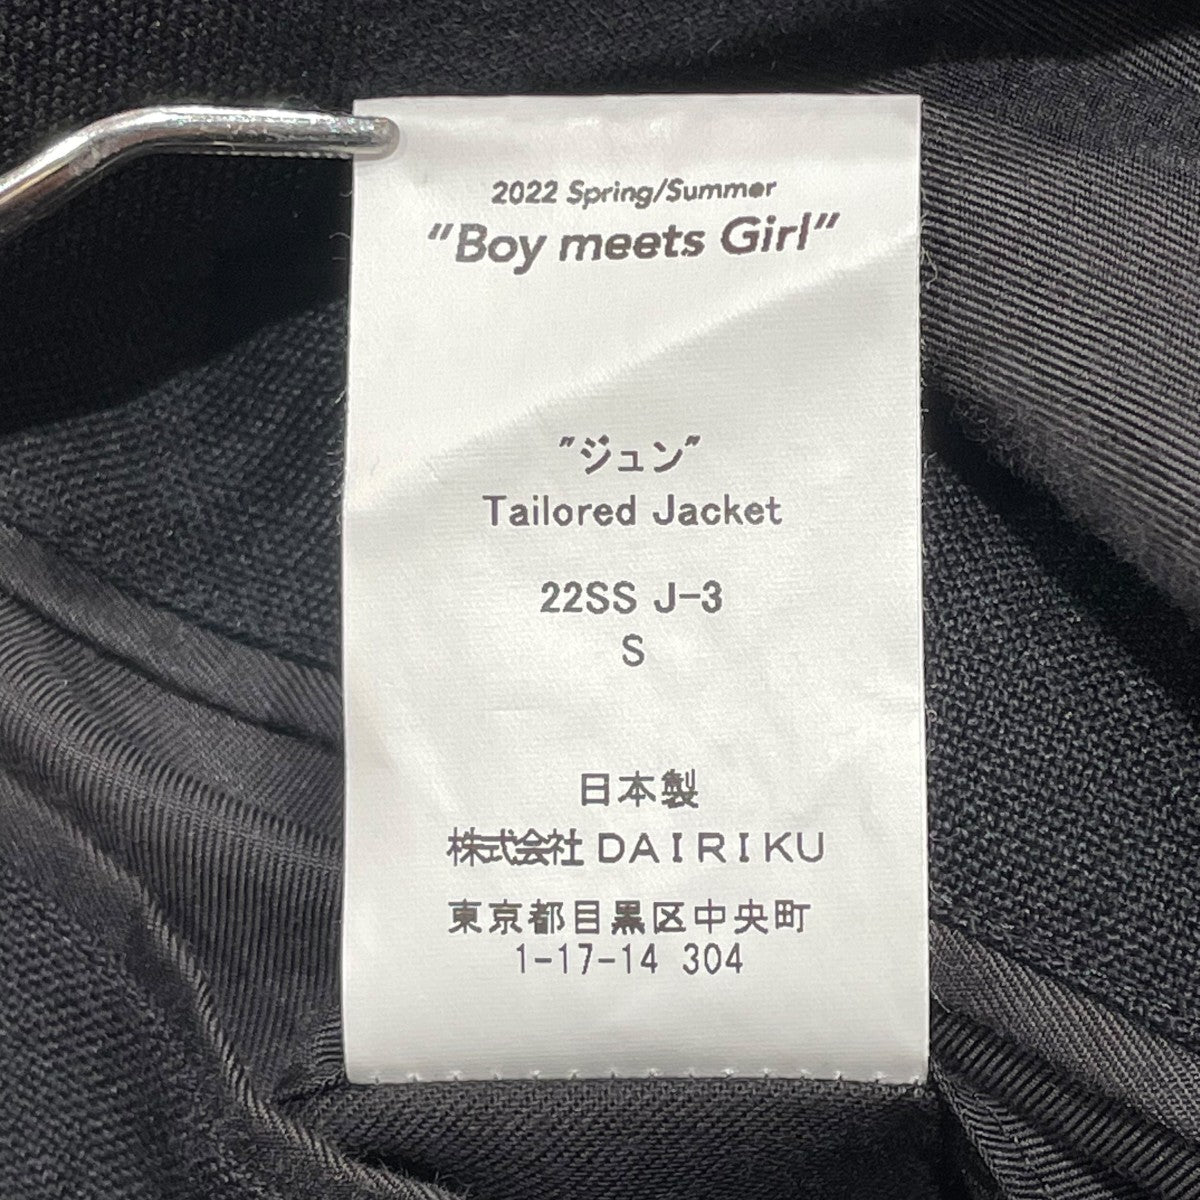 2022 Spring/Summer
"Boy meets Girl"
"ジュン"
Tailored Jacket
22SS J-3
S
日本製
株式会社 DAIRIKU
東京都目黒区中央町
1-17-14 304